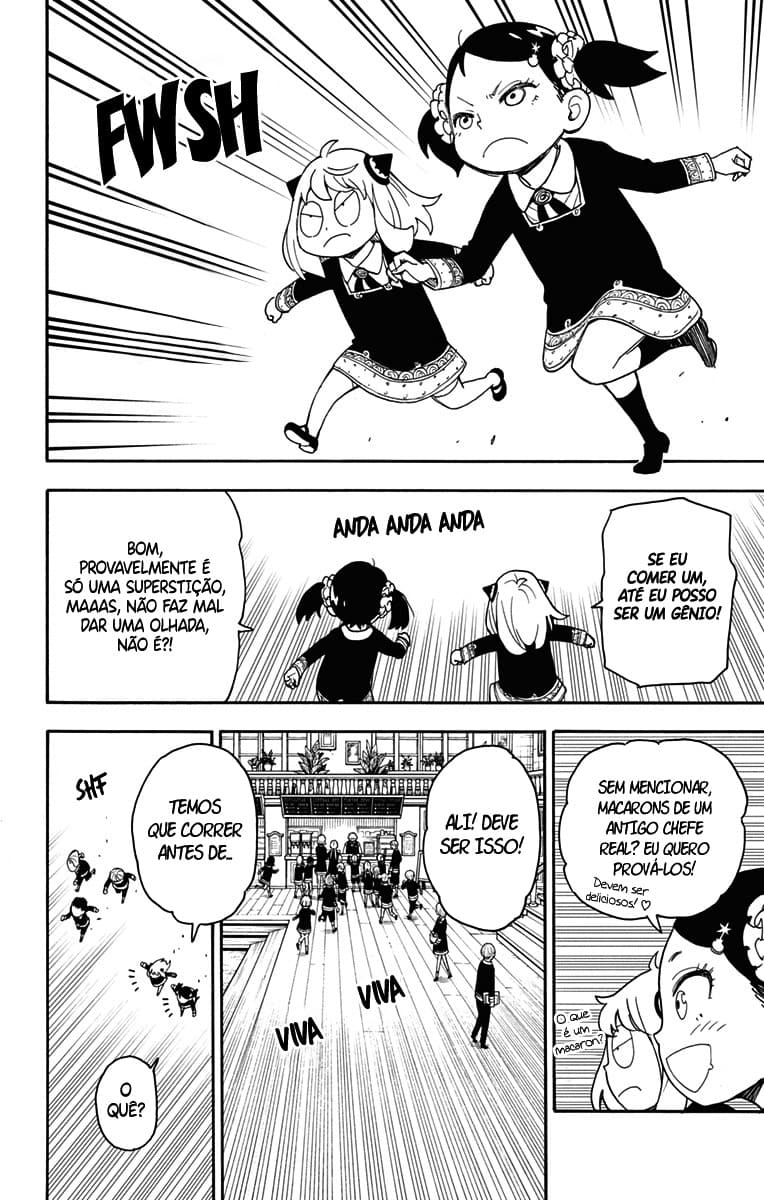 FWSH
SE EU
COMER UM,
ATÉ EU POSSO
SER UM GÊNIO!
ANDA ANDA ANDA
BOM,
PROVAVELMENTE É
SÓ UMA SUPERSTIÇÃO,
MAAAS, NÃO FAZ MAL
DAR UMA OLHADA,
NÃO É?!
SEM MENCIONAR,
MACARONS DE UM
ANTIGO CHEFE
REAL? EU QUERO
PROVÁ-LOS!
Devem ser
deliciosos! ♡
O que
é um
macaron?
ALI! DEVE
SER ISSO!
VIVA
VIVA
TEMOS
QUE CORRER
ANTES DE..
SHF
O
QUÊ?